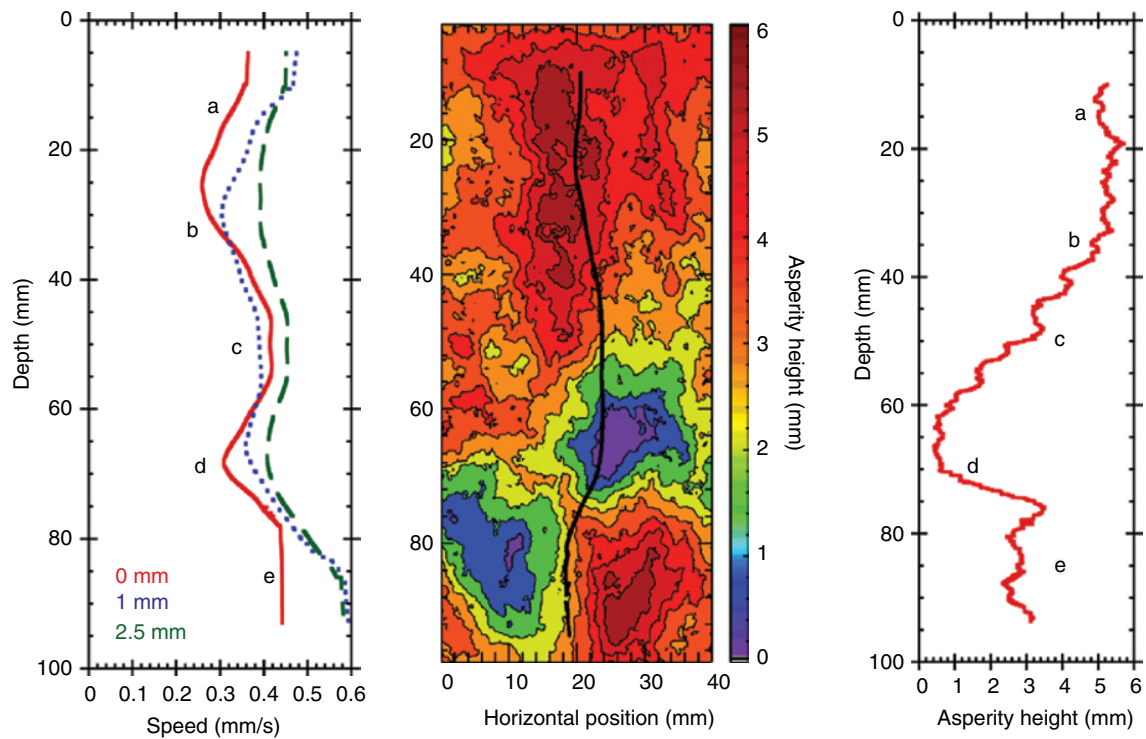 0
20
40
60
80
100
Depth (mm)
a
b
c
d
e
0 mm
1 mm
2.5 mm
0 0.1 0.2 0.3 0.4 0.5 0.6
Speed (mm/s)
20
40
60
80
0 10 20 30 40
Horizontal position (mm)
6
5
4
3
2
1
0
Asperity height (mm)
0
20
40
60
80
100
Depth (mm)
a
b
c
d
e
0 1 2 3 4 5 6
Asperity height (mm)